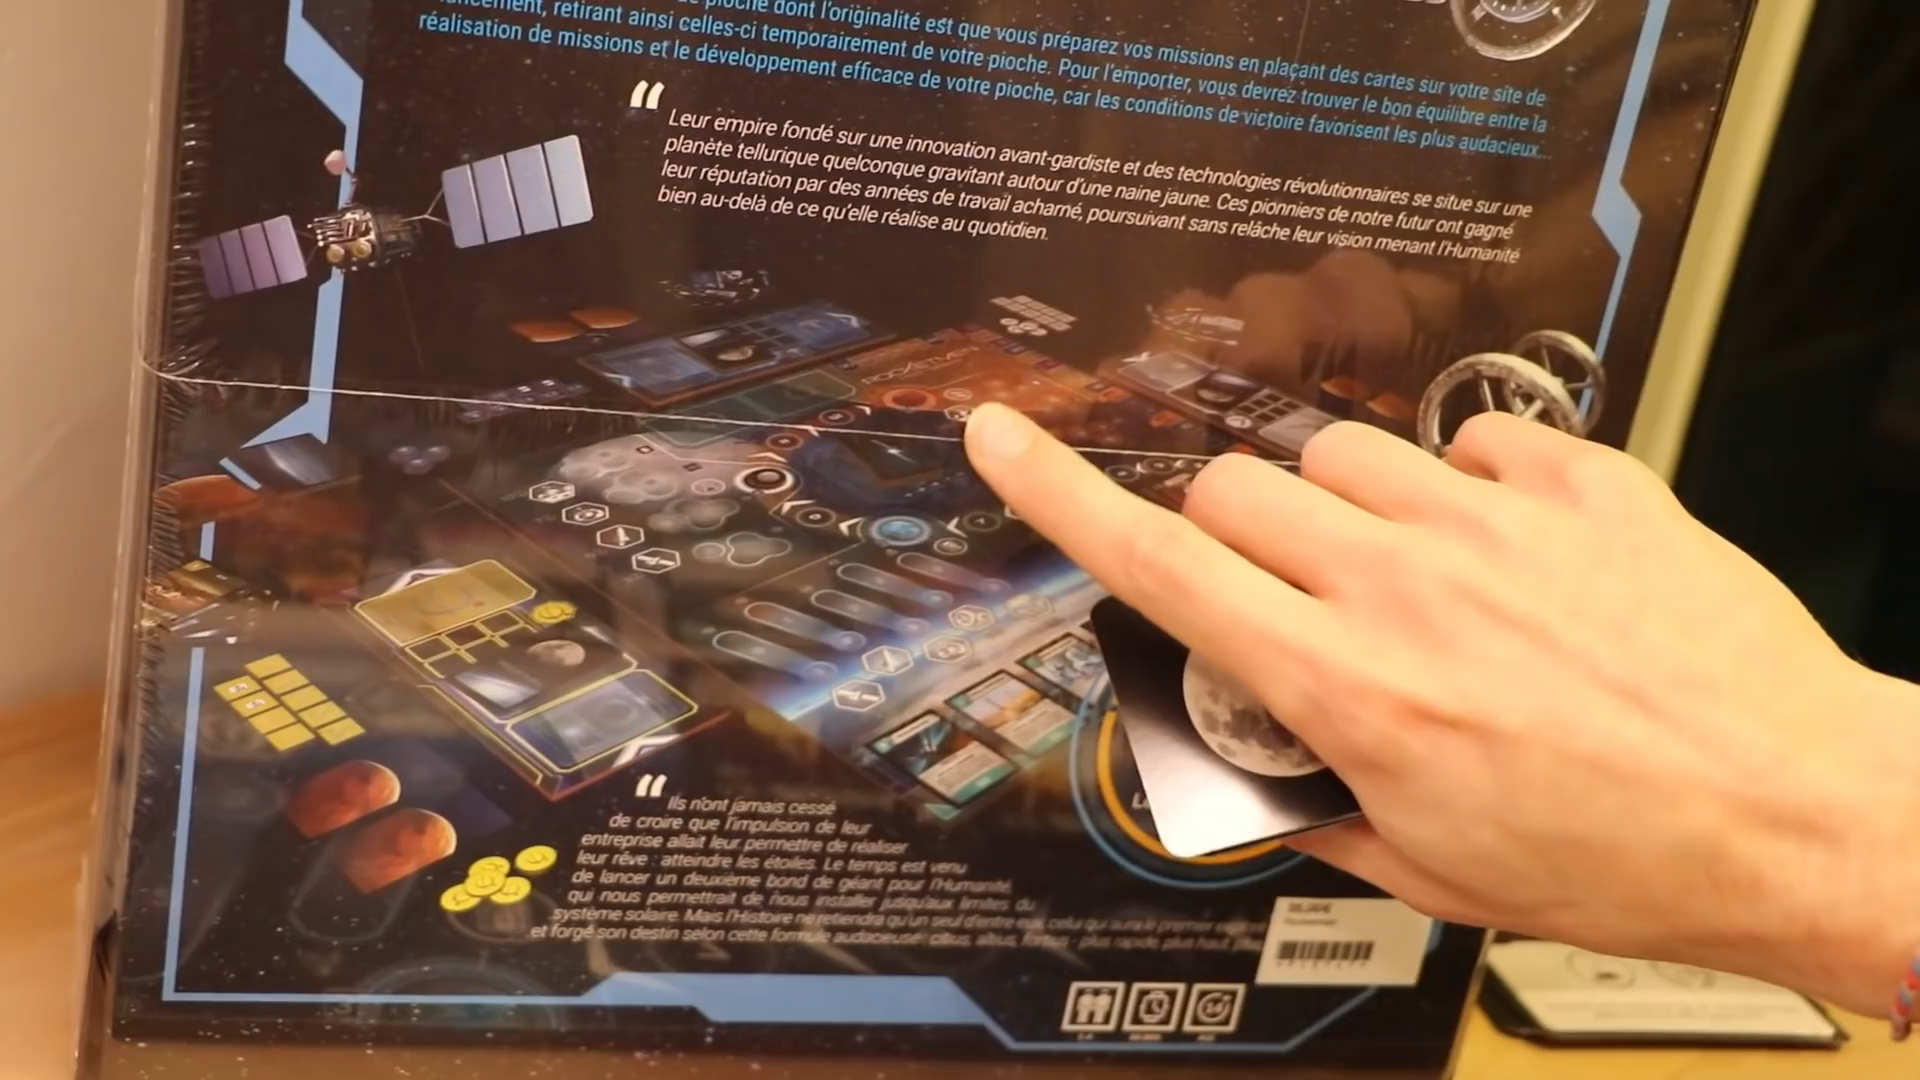 pioche dont l'originalité est que vous préparez vos missions en plaçant des cartes sur votre site de
retirant ainsi celles-ci temporairement de votre pioche. Pour l'emporter, vous devrez trouver le bon équilibre entre la
réalisation de missions et le développement efficace de votre pioche, car les conditions de victoire favorisent les plus audacieux...
“
Leur empire fondé sur une innovation avant-gardiste et des technologies révolutionnaires se situe sur une
planète tellurique quelconque gravitant autour d'une naine jaune. Ces pionniers de notre futur ont gagné
leur réputation par des années de travail acharné, poursuivant sans relâche leur vision menant l'Humanité
bien au-delà de ce qu'elle réalise au quotidien.
ROCKETMEN
“
Ils n'ont jamais cessé
de croire que l'impulsion de leur
entreprise allait leur permettre de réaliser
leur rêve : atteindre les étoiles. Le temps est venu
de lancer un deuxième bond de géant pour l'Humanité,
qui nous permettrait de nous installer jusqu'aux limites du
système solaire. Mais l'Histoire ne retiendra qu'un seul d'entre eux, celui qui aura le premier
et forgé son destin selon cette formule audacieuse : citius, altius, fortius - plus rapide, plus haut, plus
14